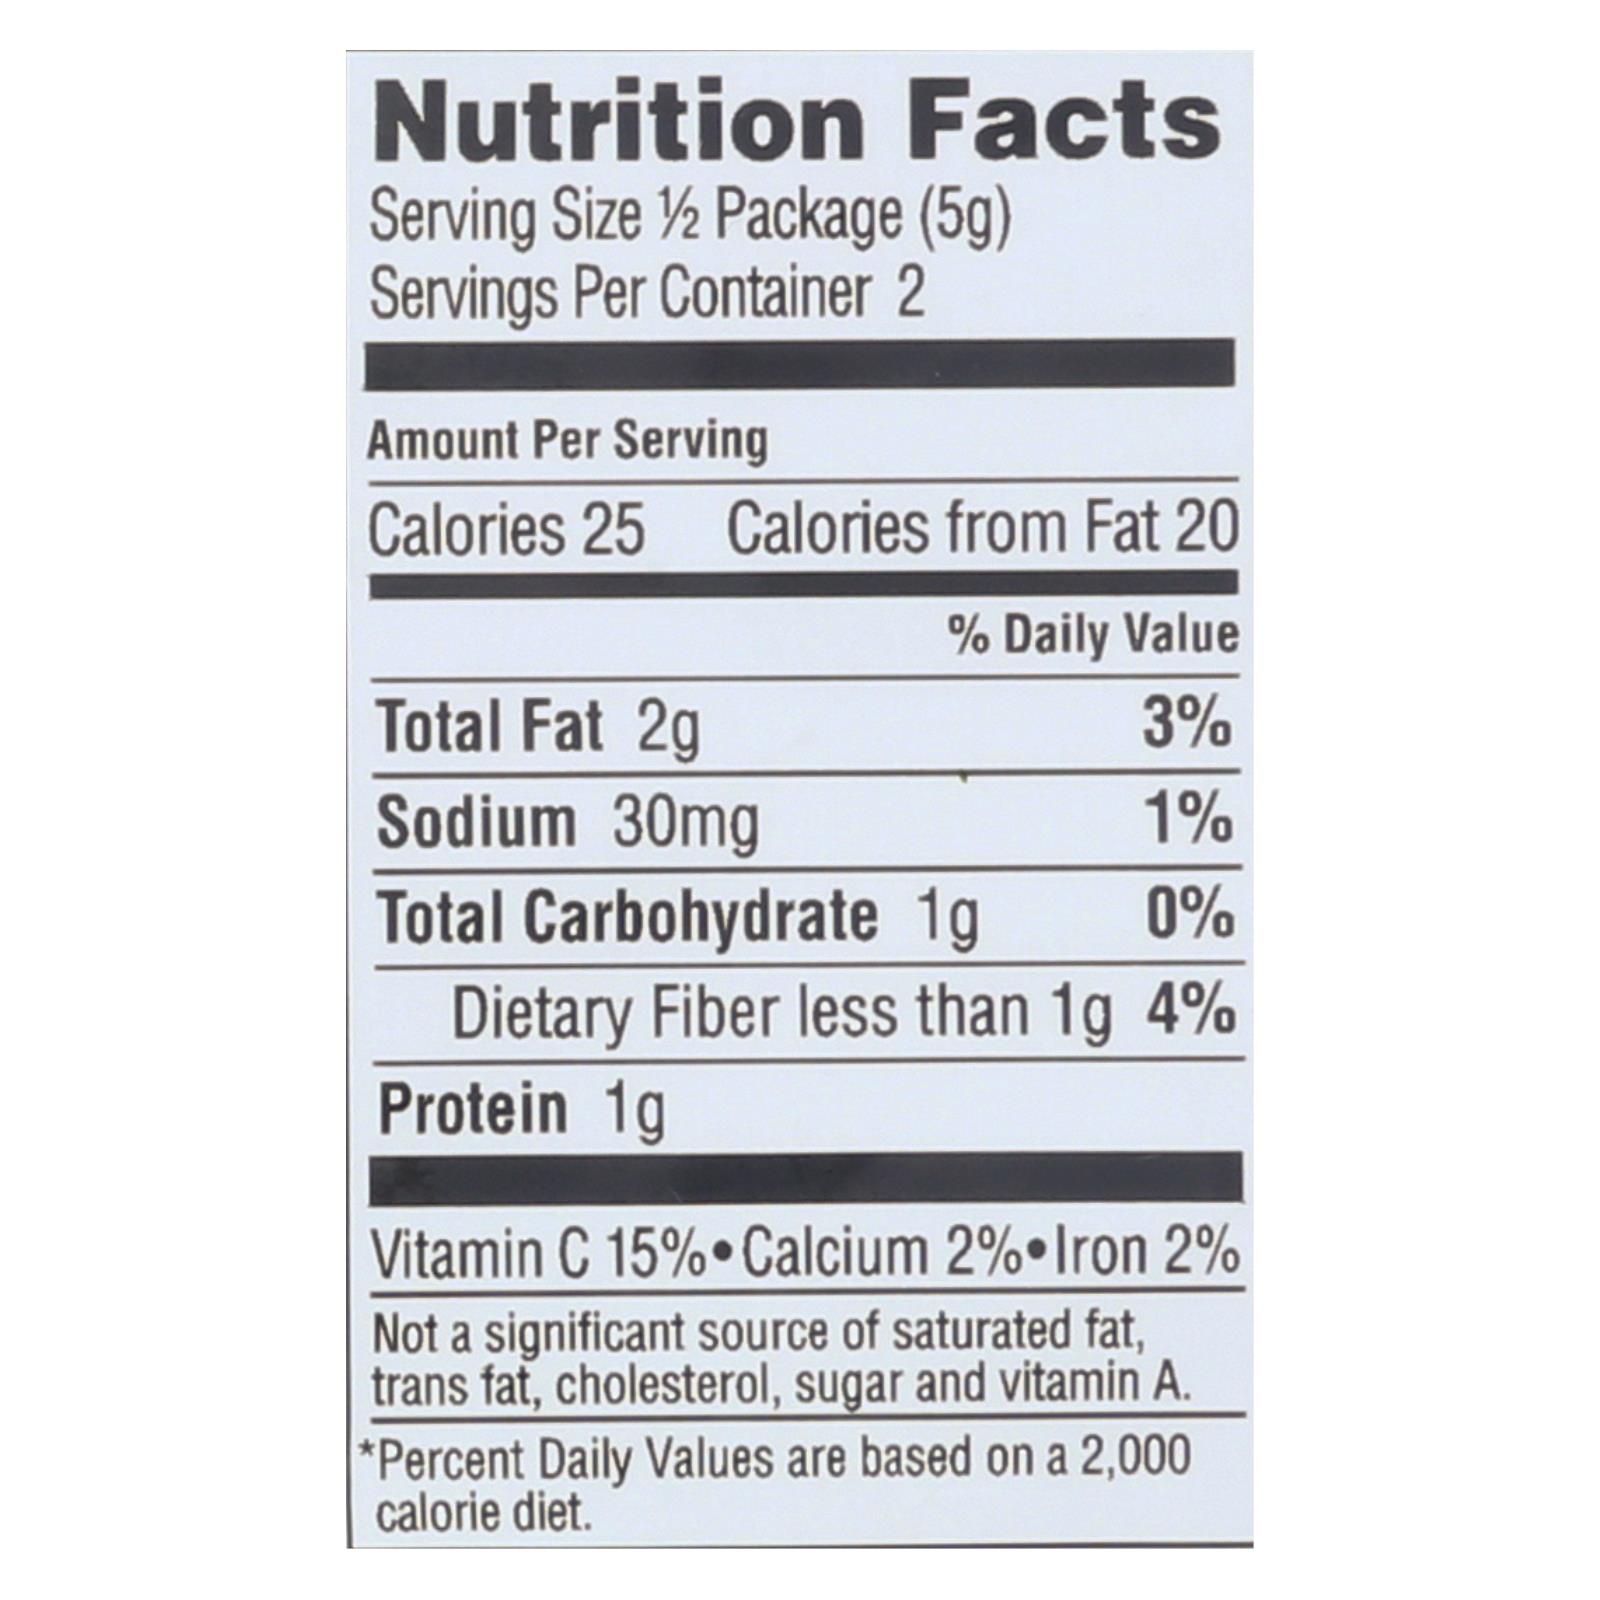 Nutrition Facts
Serving Size ½ Package (5g)
Servings Per Container 2
Amount Per Serving
Calories 25 Calories from Fat 20
% Daily Value
Total Fat 2g 3%
Sodium 30mg 1%
Total Carbohydrate 1g 0%
Dietary Fiber less than 1g 4%
Protein 1g
Vitamin C 15%•Calcium 2%•Iron 2%
Not a significant source of saturated fat,
trans fat, cholesterol, sugar and vitamin A.
*Percent Daily Values are based on a 2,000
calorie diet.